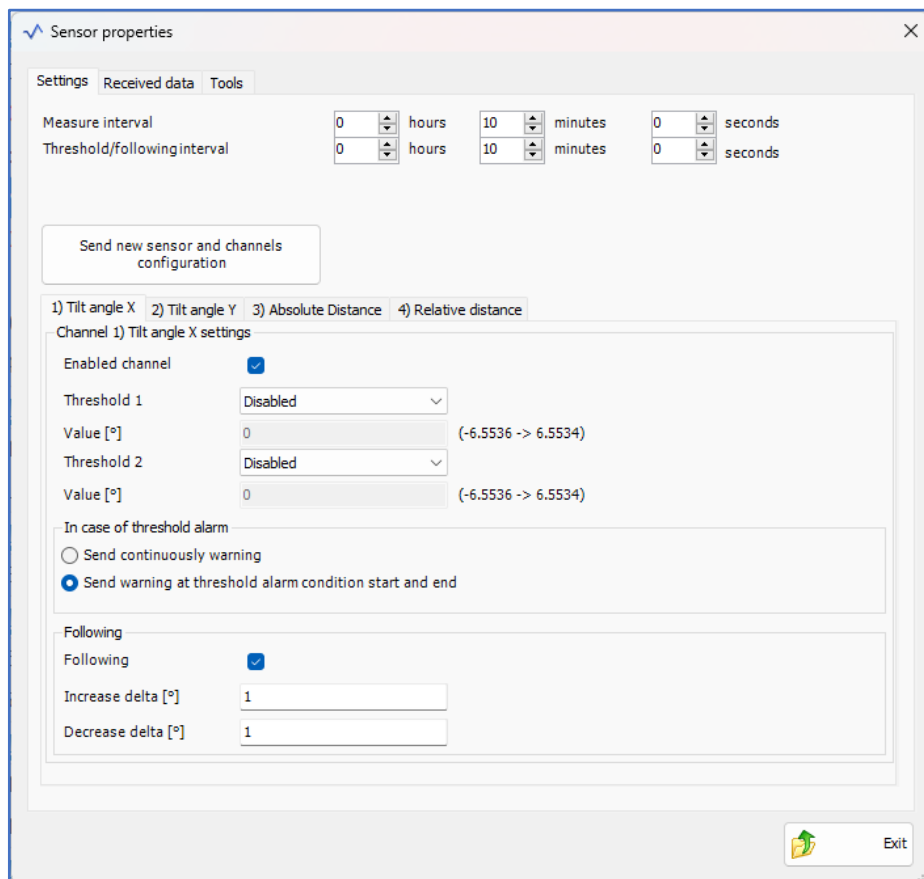 Sensor properties
Settings Received data Tools
Measure interval 0 hours 10 minutes 0 seconds
Threshold/following interval 0 hours 10 minutes 0 seconds
Send new sensor and channels
configuration
1) Tilt angle X 2) Tilt angle Y 3) Absolute Distance 4) Relative distance
Channel 1) Tilt angle X settings
Enabled channel
Threshold 1 Disabled
Value [°] 0 (-6.5536 -> 6.5534)
Threshold 2 Disabled
Value [°] 0 (-6.5536 -> 6.5534)
In case of threshold alarm
Send continuously warning
Send warning at threshold alarm condition start and end
Following
Following
Increase delta [°] 1
Decrease delta [°] 1
Exit